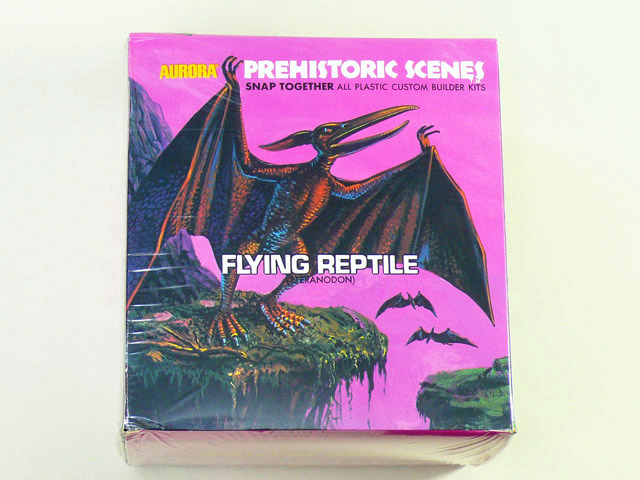 AURORA PREHISTORIC SCENES
SNAP TOGETHER ALL PLASTIC CUSTOM BUILDER KITS
FLYING REPTILE